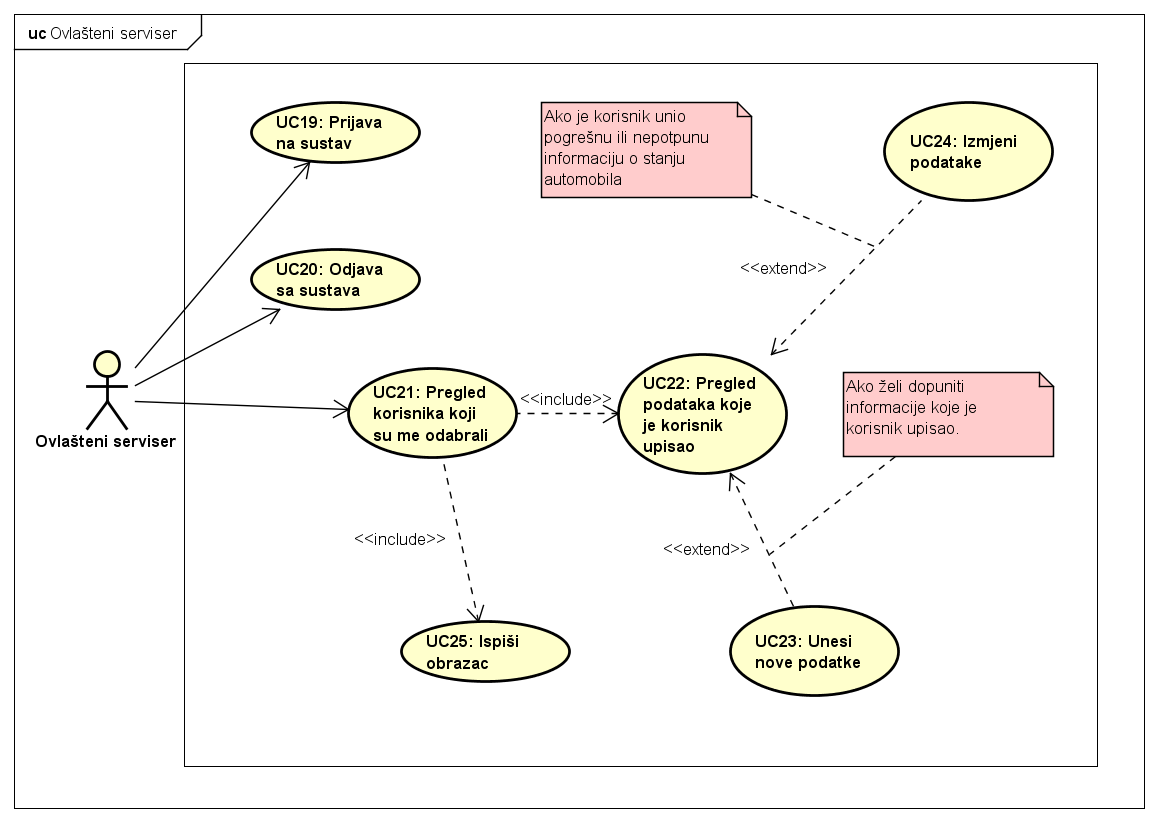 uc Ovlašteni serviser
UC19: Prijava
na sustav
Ako je korisnik unio
pogrešnu ili nepotpunu
informaciju o stanju
automobila
UC24: Izmjeni
podatake
UC20: Odjava
sa sustava
<<extend>>
Ovlašteni serviser
UC21: Pregled
korisnika koji
su me odabrali
<<include>>
UC22: Pregled
podataka koje
je korisnik
upisao
Ako želi dopuniti
informacije koje je
korisnik upisao.
<<include>>
<<extend>>
UC25: Ispiši
obrazac
UC23: Unesi
nove podatke